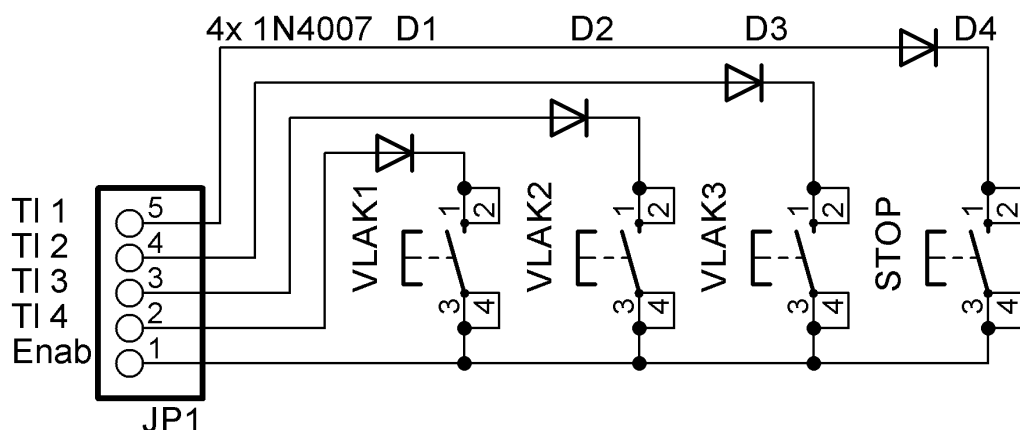 4x 1N4007 D1 D2 D3 D4
TI 1 5
TI 2 4
TI 3 3
TI 4 2
Enab 1
JP1
VLAK1 1 2 3 4
VLAK2 1 2 3 4
VLAK3 1 2 3 4
STOP 1 2 3 4